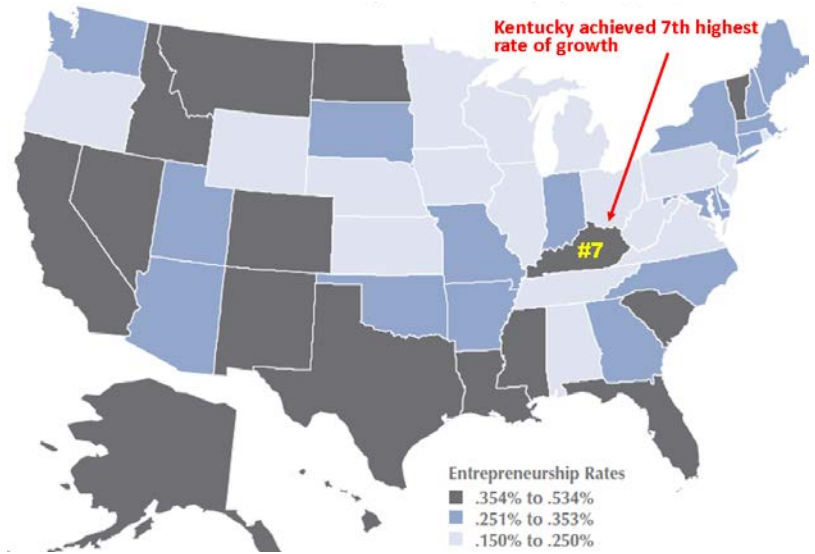 Kentucky achieved 7th highest
rate of growth
#7
Entrepreneurship Rates
.354% to .534%
.251% to .353%
.150% to .250%